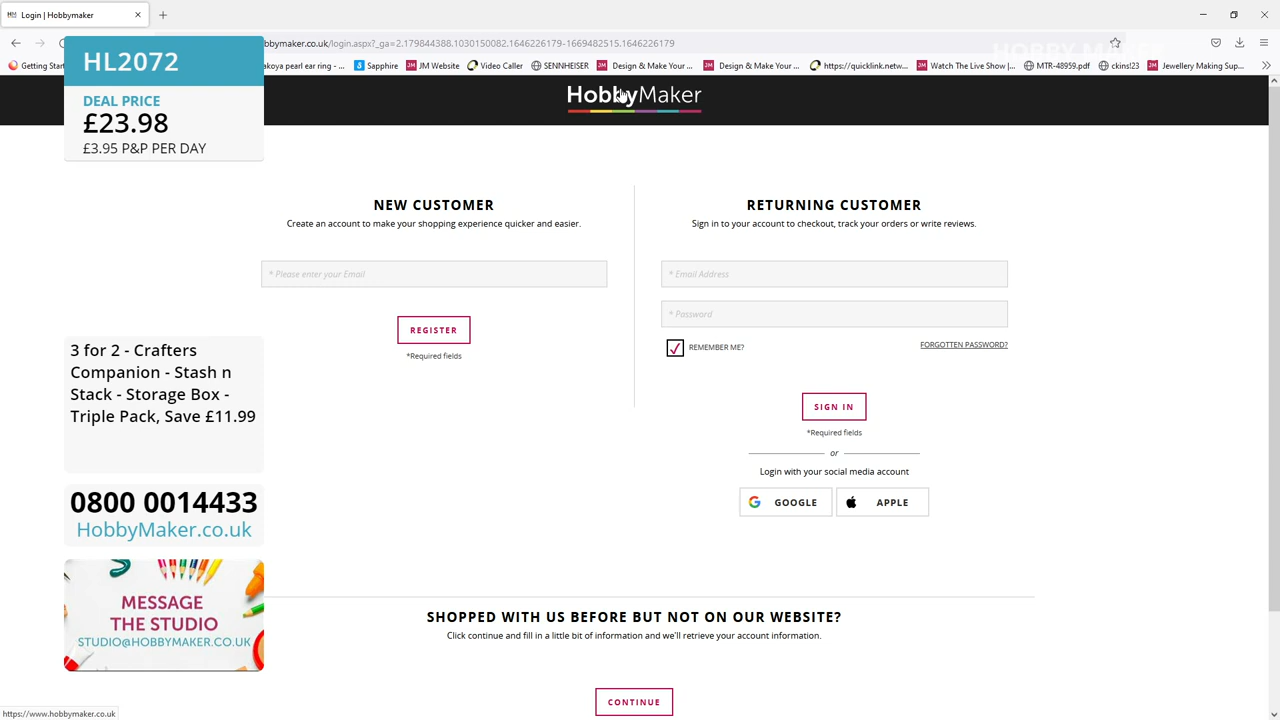 Login | Hobbymaker
bbymaker.co.uk/login.aspx?_ga=2.179844388.1030150082.1646226179-1669482515.1646226179
HOBBY MAKER
Getting Start
akoya pearl ear ring -...
Sapphire
JM Website
Video Caller
SENNHEISER
Design & Make Your ...
Design & Make Your ...
https://quicklink.netw...
Watch The Live Show |...
MTR-48959.pdf
ckins!23
Jewellery Making Sup...
HL2072
DEAL PRICE
£23.98
£3.95 P&P PER DAY
HobbyMaker
NEW CUSTOMER
Create an account to make your shopping experience quicker and easier.
* Please enter your Email
REGISTER
*Required fields
RETURNING CUSTOMER
Sign in to your account to checkout, track your orders or write reviews.
* Email Address
* Password
REMEMBER ME?
FORGOTTEN PASSWORD?
SIGN IN
*Required fields
or
Login with your social media account
GOOGLE
APPLE
3 for 2 - Crafters
Companion - Stash n
Stack - Storage Box -
Triple Pack, Save £11.99
0800 0014433
HobbyMaker.co.uk
MESSAGE
THE STUDIO
STUDIO@HOBBYMAKER.CO.UK
SHOPPED WITH US BEFORE BUT NOT ON OUR WEBSITE?
Click continue and fill in a little bit of information and we'll retrieve your account information.
CONTINUE
https://www.hobbymaker.co.uk